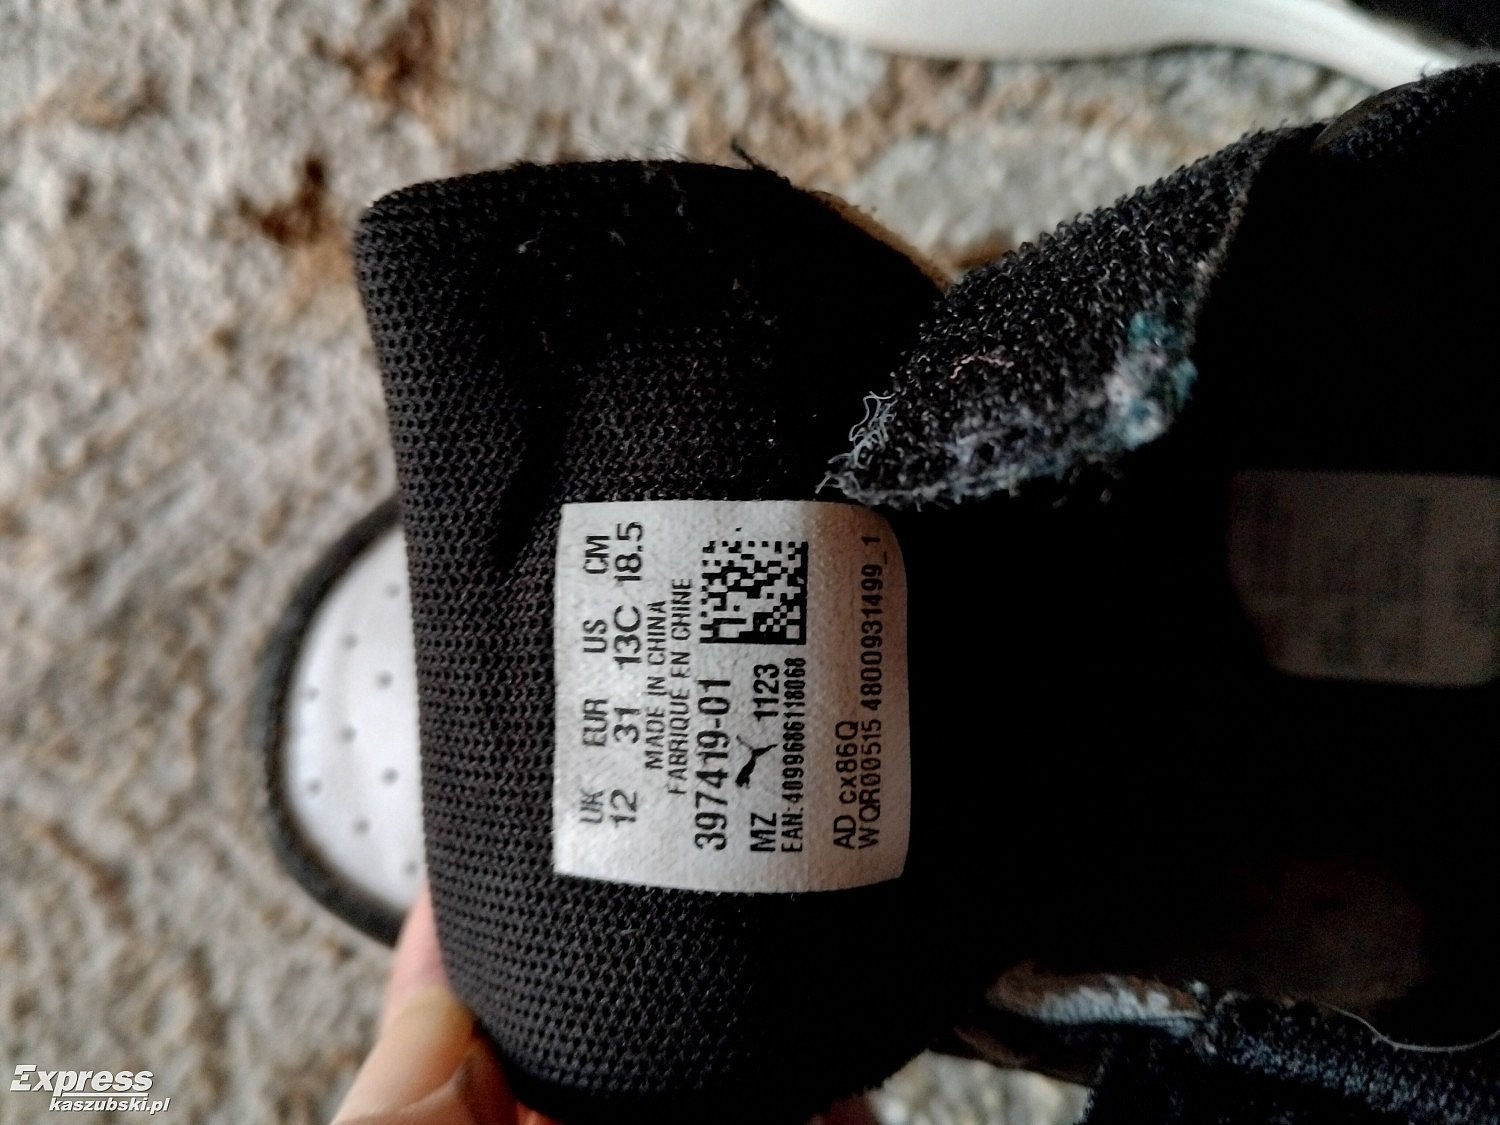 UK EUR US CM
12 31 13C 18.5
MADE IN CHINA
FABRIQUE EN CHINE
397419-01
MZ 1123
EAN:4099686118068
AD cx86Q
WQR00515 4800931499_1
Express
kaszubski.pl